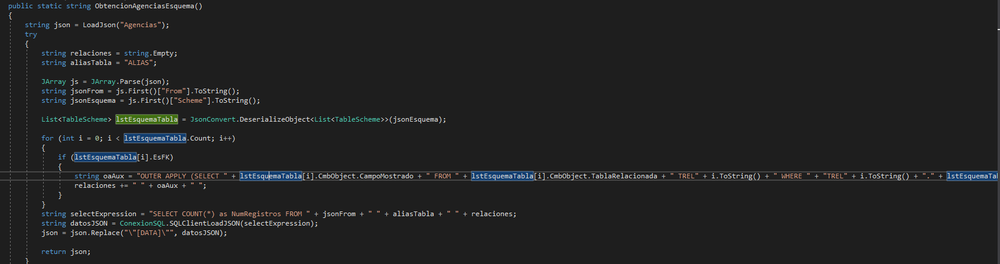 public static string ObtencionAgenciasEsquema()
{
string json = LoadJson("Agencias");
try
{
string relaciones = string.Empty;
string aliasTabla = "ALIAS";
JArray js = JArray.Parse(json);
string jsonFrom = js.First()["From"].ToString();
string jsonEsquema = js.First()["Scheme"].ToString();
List<TableScheme> lstEsquemaTabla = JsonConvert.DeserializeObject<List<TableScheme>>(jsonEsquema);
for (int i = 0; i < lstEsquemaTabla.Count; i++)
{
if (lstEsquemaTabla[i].EsFK)
{
string oaAux = "OUTER APPLY (SELECT " + lstEsquemaTabla[i].CmbObject.CampoMostrado + " FROM " + lstEsquemaTabla[i].CmbObject.TablaRelacionada + " TREL" + i.ToString() + " WHERE " + "TREL" + i.ToString() + "." + lstEsquemaTa
relaciones += " " + oaAux + " ";
}
}
string selectExpression = "SELECT COUNT(*) as NumRegistros FROM " + jsonFrom + " " + aliasTabla + " " + relaciones;
string datosJSON = ConexionSQL.SQLClientLoadJSON(selectExpression);
json = json.Replace("\"[DATA]\"", datosJSON);
return json;
}